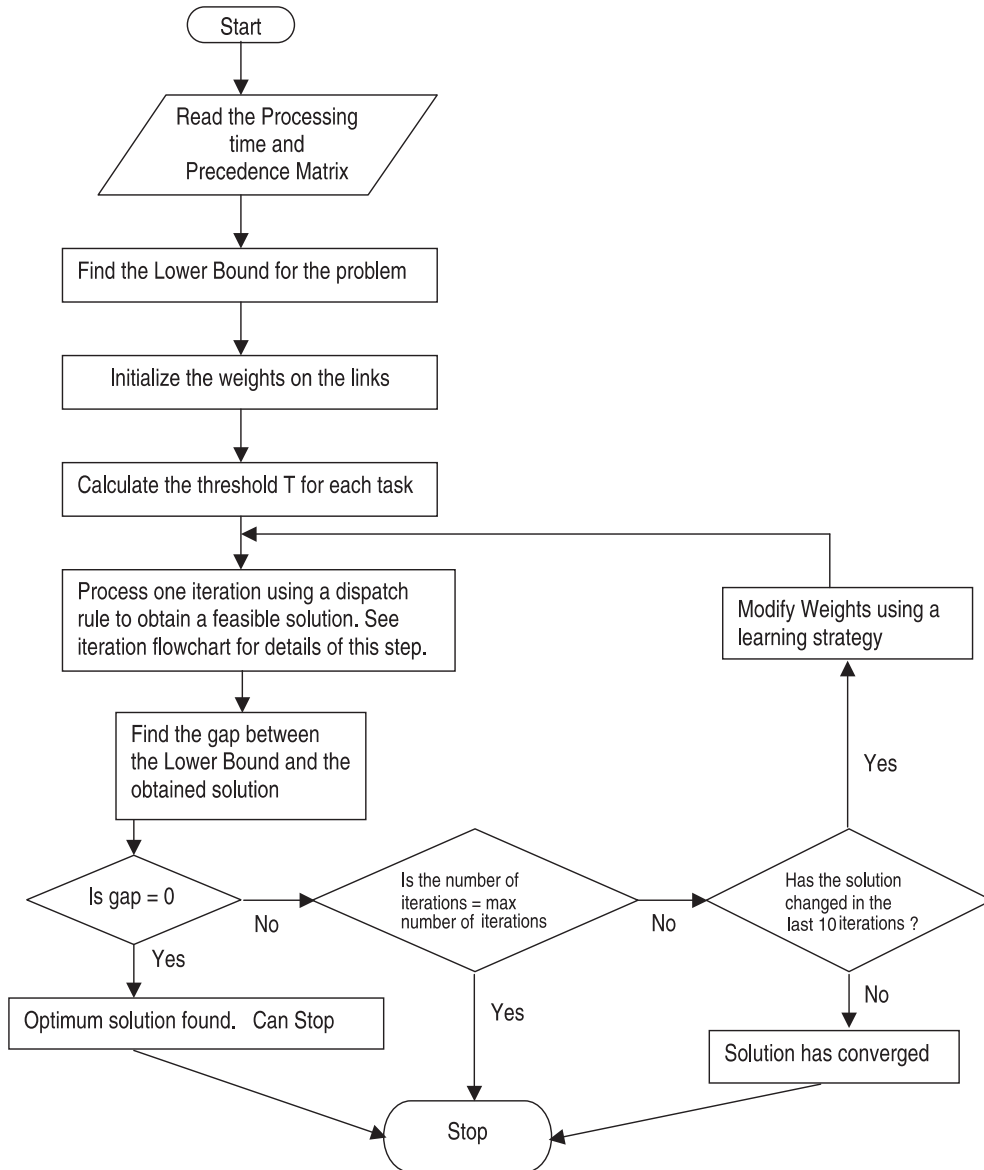 Start
Read the Processing
time and
Precedence Matrix
Find the Lower Bound for the problem
Initialize the weights on the links
Calculate the threshold T for each task
Process one iteration using a dispatch
rule to obtain a feasible solution. See
iteration flowchart for details of this step.
Modify Weights using a
learning strategy
Find the gap between
the Lower Bound and the
obtained solution
Yes
Is gap = 0
No
Is the number of
iterations = max
number of iterations
No
Has the solution
changed in the
last 10 iterations ?
Yes
Yes
No
Optimum solution found. Can Stop
Solution has converged
Stop